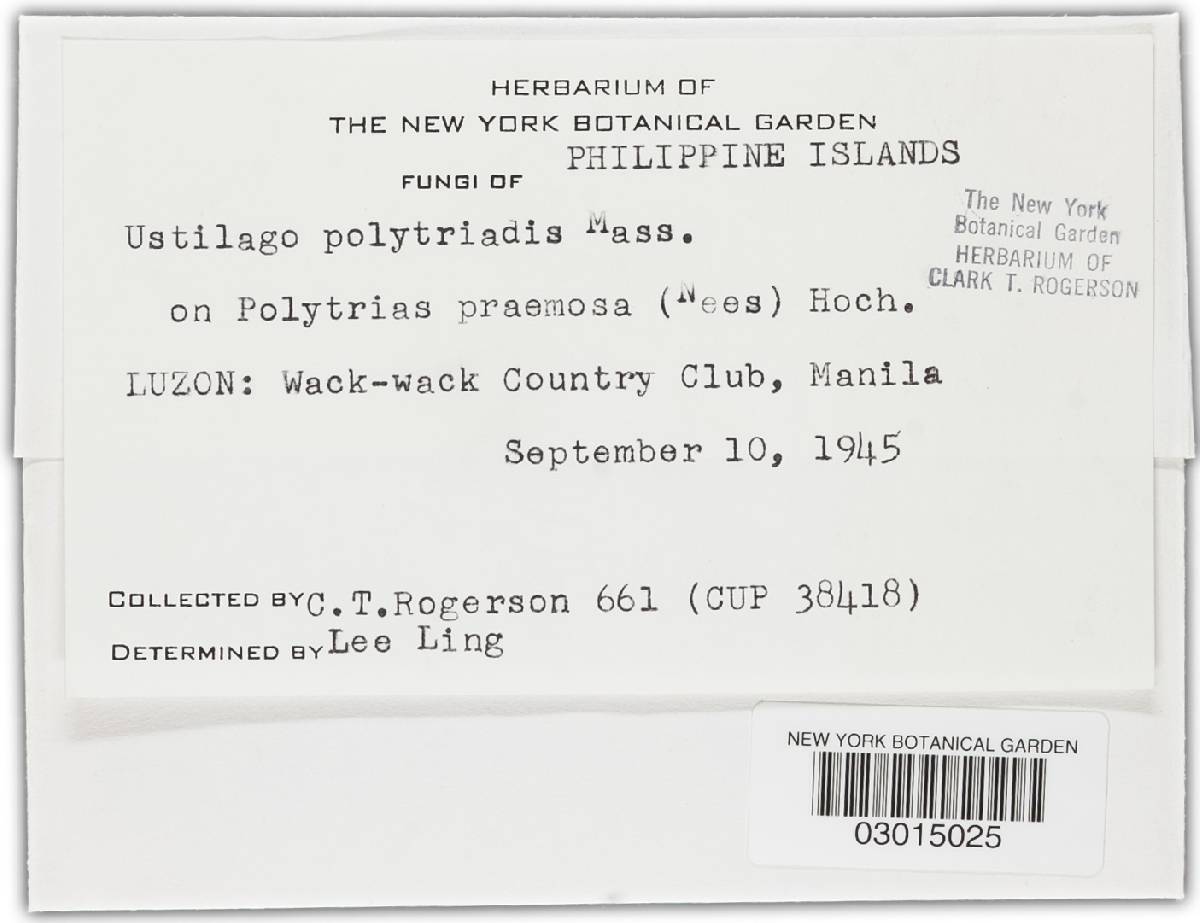 HERBARIUM OF
THE NEW YORK BOTANICAL GARDEN
PHILIPPINE ISLANDS
FUNGI OF
Ustilago polytriadis Mass.
The New York
Botanical Garden
HERBARIUM OF
CLARK T. ROGERSON
on Polytrias praemosa (Nees) Hoch.
LUZON: Wack-wack Country Club, Manila
September 10, 1945
COLLECTED BY C.T.Rogerson 661 (CUP 38418)
DETERMINED BY Lee Ling
NEW YORK BOTANICAL GARDEN
03015025